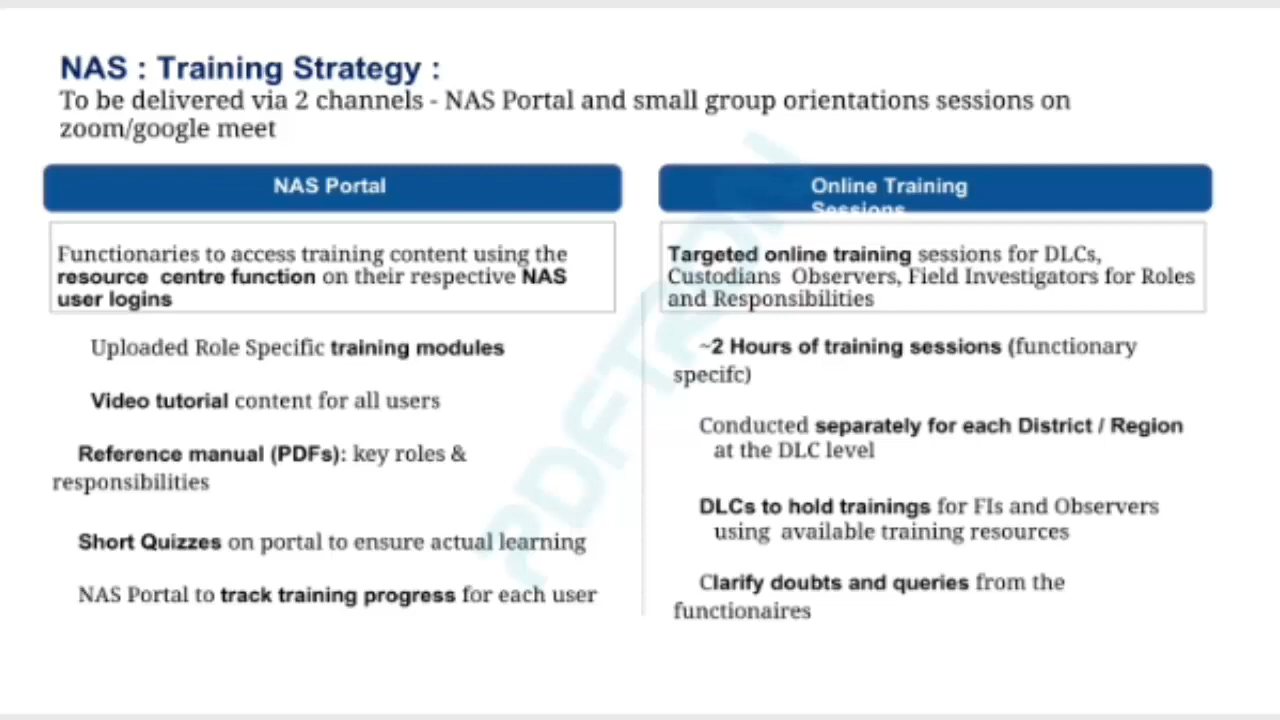 NAS : Training Strategy :
To be delivered via 2 channels - NAS Portal and small group orientations sessions on
zoom/google meet
NAS Portal
Functionaries to access training content using the
resource centre function on their respective NAS
user logins
Uploaded Role Specific training modules
Video tutorial content for all users
Reference manual (PDFs): key roles &
responsibilities
Short Quizzes on portal to ensure actual learning
NAS Portal to track training progress for each user
Online Training
Sessions
Targeted online training sessions for DLCs,
Custodians Observers, Field Investigators for Roles
and Responsibilities
~2 Hours of training sessions (functionary
specifc)
Conducted separately for each District / Region
at the DLC level
DLCs to hold trainings for FIs and Observers
using available training resources
Clarify doubts and queries from the
functionaires